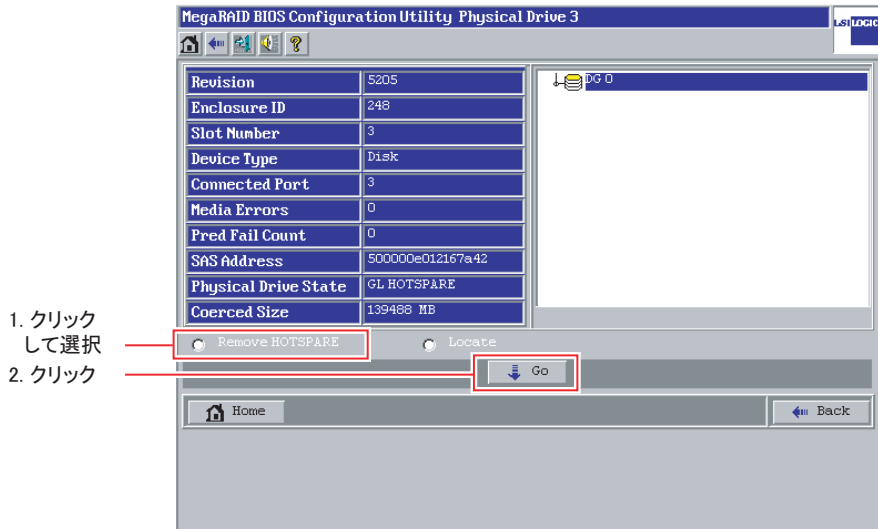 MegaRAID BIOS Configuration Utility Physical Drive 3
LSI LOGIC
Revision 5205
Enclosure ID 248
Slot Number 3
Device Type Disk
Connected Port 3
Media Errors 0
Pred Fail Count 0
SAS Address 500000e012167a42
Physical Drive State GL HOTSPARE
Coerced Size 139488 MB
DG 0
1. クリック
して選択
Remove HOTSPARE Locate
2. クリック
Go
Home Back